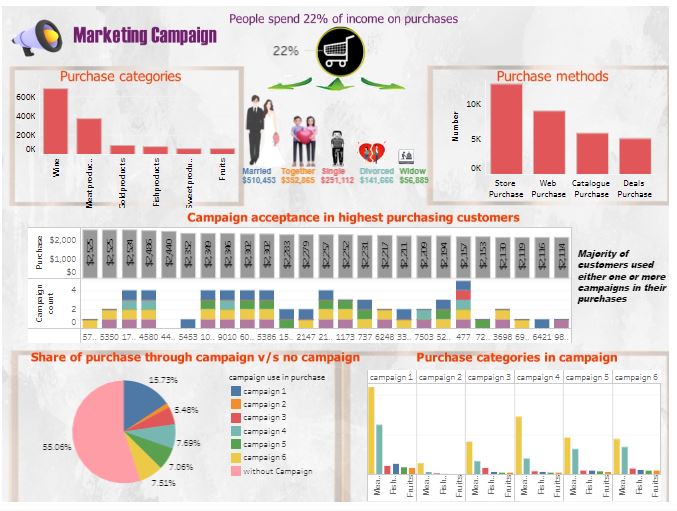 People spend 22% of income on purchases
Marketing Campaign
22%
Purchase categories
600K
400K
200K
0K
Wine
Meat produ..
Gold products
Fish products
Sweet produ..
Fruits
Married Together Single Divorced Widow
$510,453 $352,865 $251,112 $141,666 $56,885
Purchase methods
Number
10K
5K
0K
Store Purchase
Web Purchase
Catalogue Purchase
Deals Purchase
Campaign acceptance in highest purchasing customers
Purchase
$2,000
$1,000
$0
$2,525 $2,525 $2,524 $2,486 $2,440 $2,352 $2,349 $2,346 $2,302 $2,302 $2,283 $2,279 $2,257 $2,252 $2,231 $2,217 $2,211 $2,209 $2,194 $2,157 $2,153 $2,130 $2,119 $2,116 $2,114
Campaign count
4
2
0
57.. 5350 17.. 4580 44.. 5453 10.. 9010 60.. 5386 15.. 2147 21.. 1173 737 6248 33.. 7503 52.. 477 72.. 3698 69.. 6421 98..
Majority of
customers used
either one or more
campaigns in their
purchases
Share of purchase through campaign v/s no campaign
15.73%
5.48%
7.69%
7.06%
7.51%
55.06%
campaign use in purchase
campaign 1
campaign 2
campaign 3
campaign 4
campaign 5
campaign 6
without Campaign
Purchase categories in campaign
campaign 1 campaign 2 campaign 3 campaign 4 campaign 5 campaign 6
Mea.. Fish.. Fruits Mea.. Fish.. Fruits Mea.. Fish.. Fruits Mea.. Fish.. Fruits Mea.. Fish.. Fruits Mea.. Fish.. Fruits